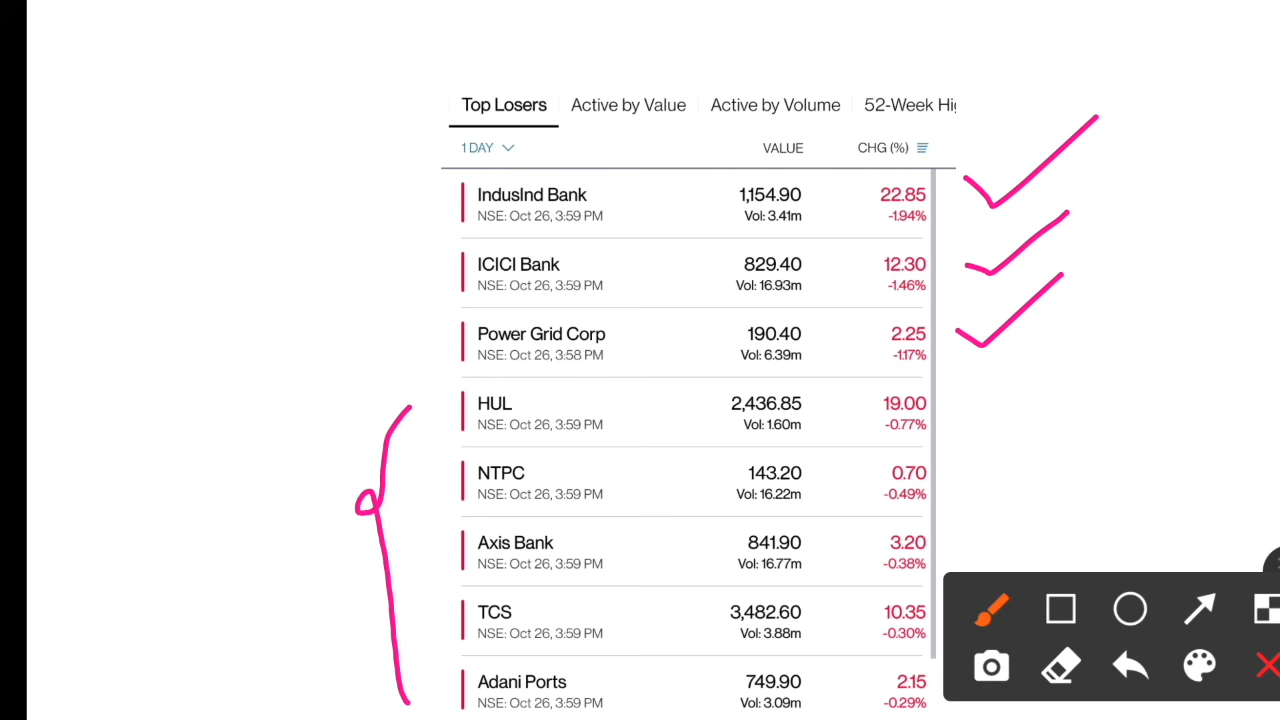 Top Losers Active by Value Active by Volume 52-Week Hig
1 DAY VALUE CHG (%)
IndusInd Bank 1,154.90 22.85
NSE: Oct 26, 3:59 PM Vol: 3.41m -1.94%
ICICI Bank 829.40 12.30
NSE: Oct 26, 3:59 PM Vol: 16.93m -1.46%
Power Grid Corp 190.40 2.25
NSE: Oct 26, 3:58 PM Vol: 6.39m -1.17%
HUL 2,436.85 19.00
NSE: Oct 26, 3:59 PM Vol: 1.60m -0.77%
NTPC 143.20 0.70
NSE: Oct 26, 3:59 PM Vol: 16.22m -0.49%
Axis Bank 841.90 3.20
NSE: Oct 26, 3:59 PM Vol: 16.77m -0.38%
TCS 3,482.60 10.35
NSE: Oct 26, 3:59 PM Vol: 3.88m -0.30%
Adani Ports 749.90 2.15
NSE: Oct 26, 3:59 PM Vol: 3.09m -0.29%